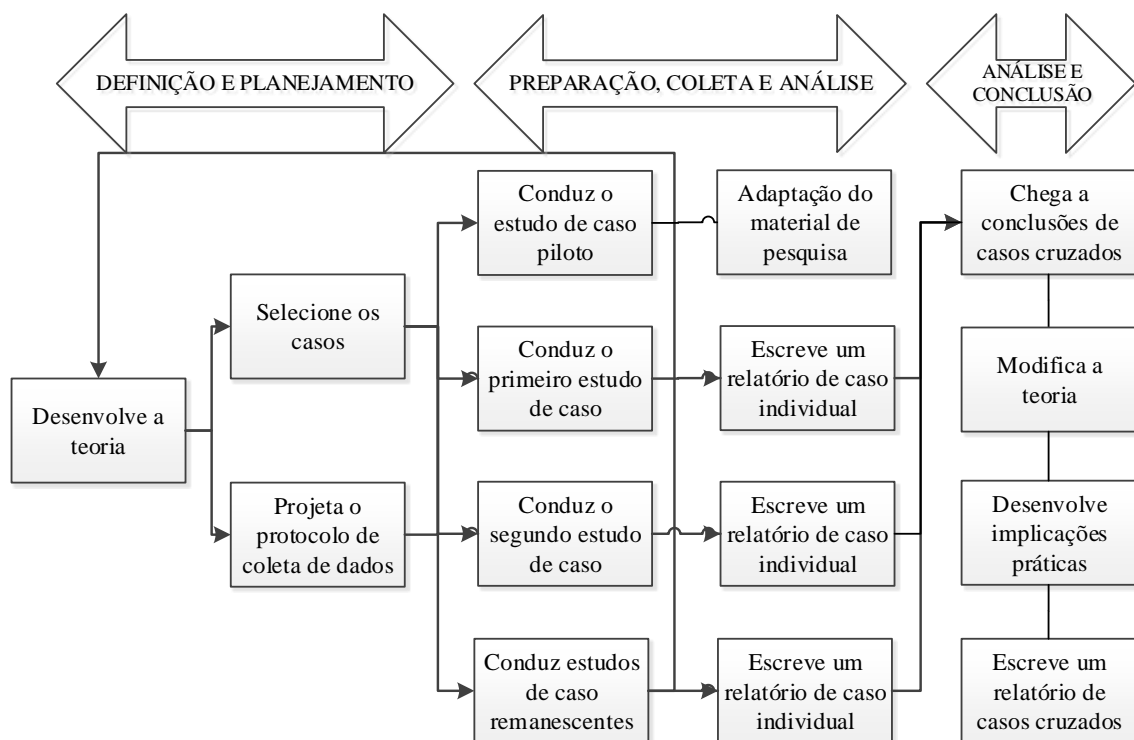 DEFINIÇÃO E PLANEJAMENTO
PREPARAÇÃO, COLETA E ANÁLISE
ANÁLISE E
CONCLUSÃO
Desenvolve a
teoria
Selecione os
casos
Projeta o
protocolo de
coleta de dados
Conduz o
estudo de caso
piloto
Adaptação do
material de
pesquisa
Conduz o
primeiro estudo
de caso
Escreve um
relatório de caso
individual
Conduz o
segundo estudo
de caso
Escreve um
relatório de caso
individual
Conduz estudos
de caso
remanescentes
Escreve um
relatório de caso
individual
Chega a
conclusões de
casos cruzados
Modifica a
teoria
Desenvolve
implicações
práticas
Escreve um
relatório de
casos cruzados